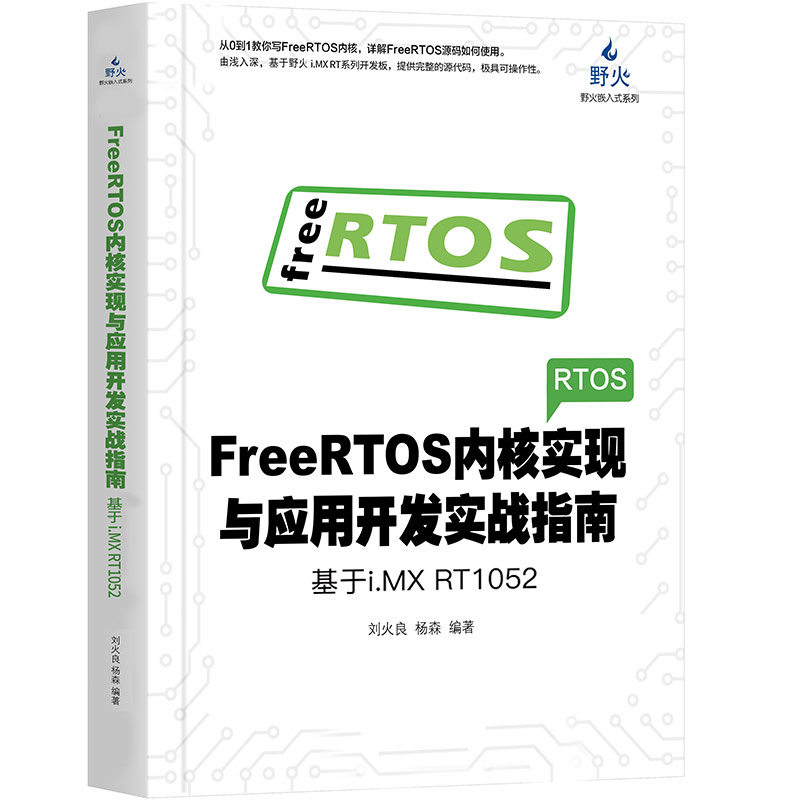 从0到1教你写FreeRTOS内核，详解FreeRTOS源码如何使用。
由浅入深，基于野火 i.MX RT系列开发板，提供完整的源代码，极具可操作性。
野火
野火嵌入式系列
free
RTOS
RTOS
FreeRTOS内核实现
与应用开发实战指南
基于i.MX RT1052
刘火良 杨森 编著
野火
野火嵌入式系列
FreeRTOS内核实现与应用开发实战指南
基于 i.MX RT1052
刘火良 杨森 编著